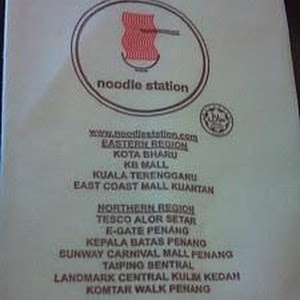 noodle station
www.noodlestation.com
EASTERN REGION
KOTA BHARU
KB MALL
KUALA TERENGGARU
EAST COAST MALL KUANTAN
NORTHERN REGION
TESCO ALOR SETAR
E-GATE PENANG
KEPALA BATAS PENANG
SUNWAY CARNIVAL MALL PENANG
TAIPING SENTRAL
LANDMARK CENTRAL KULM KEDAH
KOMTAR WALK PENANG